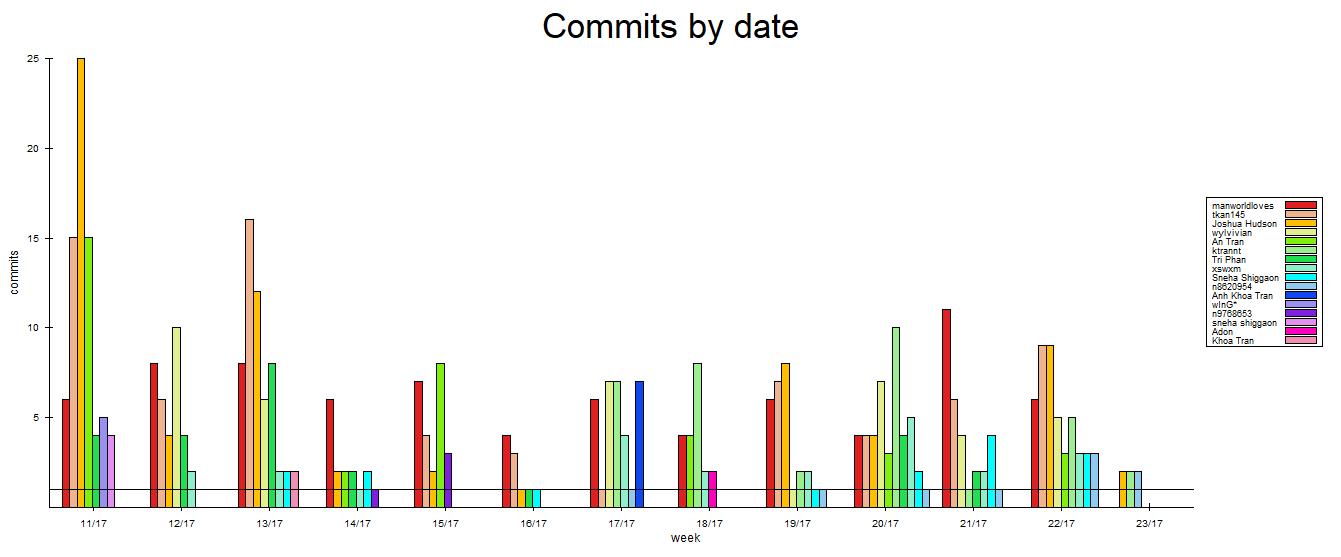 Commits by date
25
20
15
10
5
commits
11/17
12/17
13/17
14/17
15/17
16/17
17/17
18/17
19/17
20/17
21/17
22/17
23/17
week
manworldloves
tkan145
Joshua Hudson
wylvivian
An Tran
ktrannt
Tri Phan
xswxm
Sneha Shiggaon
n8620954
Anh Khoa Tran
wInG*
n9768653
sneha shiggaon
Adon
Khoa Tran